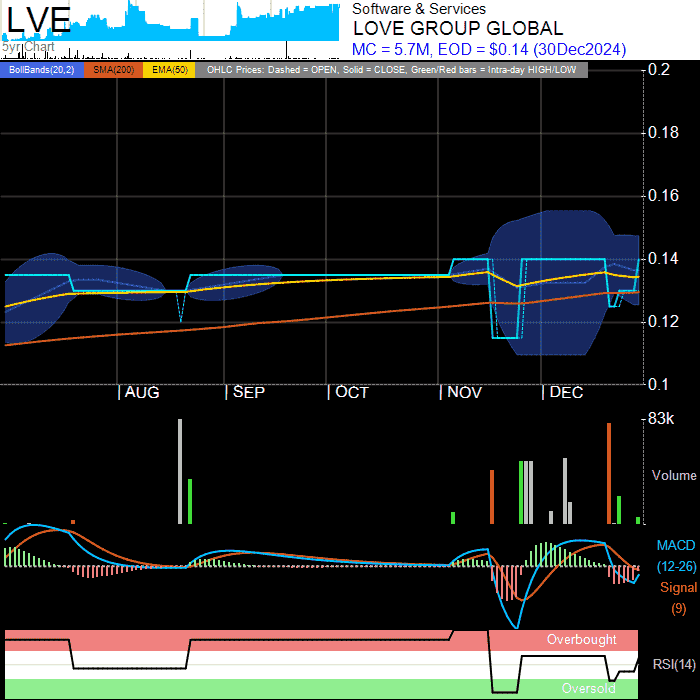 LVE
5yr Chart
Software & Services
LOVE GROUP GLOBAL
MC = 5.7M, EOD = $0.14 (30Dec2024)
BollBands(20,2) SMA(200) EMA(50) OHLC Prices: Dashed = OPEN, Solid = CLOSE, Green/Red bars = Intra-day HIGH/LOW
0.2
0.18
0.16
0.14
0.12
0.1
AUG SEP OCT NOV DEC
83k
Volume
MACD
(12-26)
Signal
(9)
Overbought
RSI(14)
Oversold